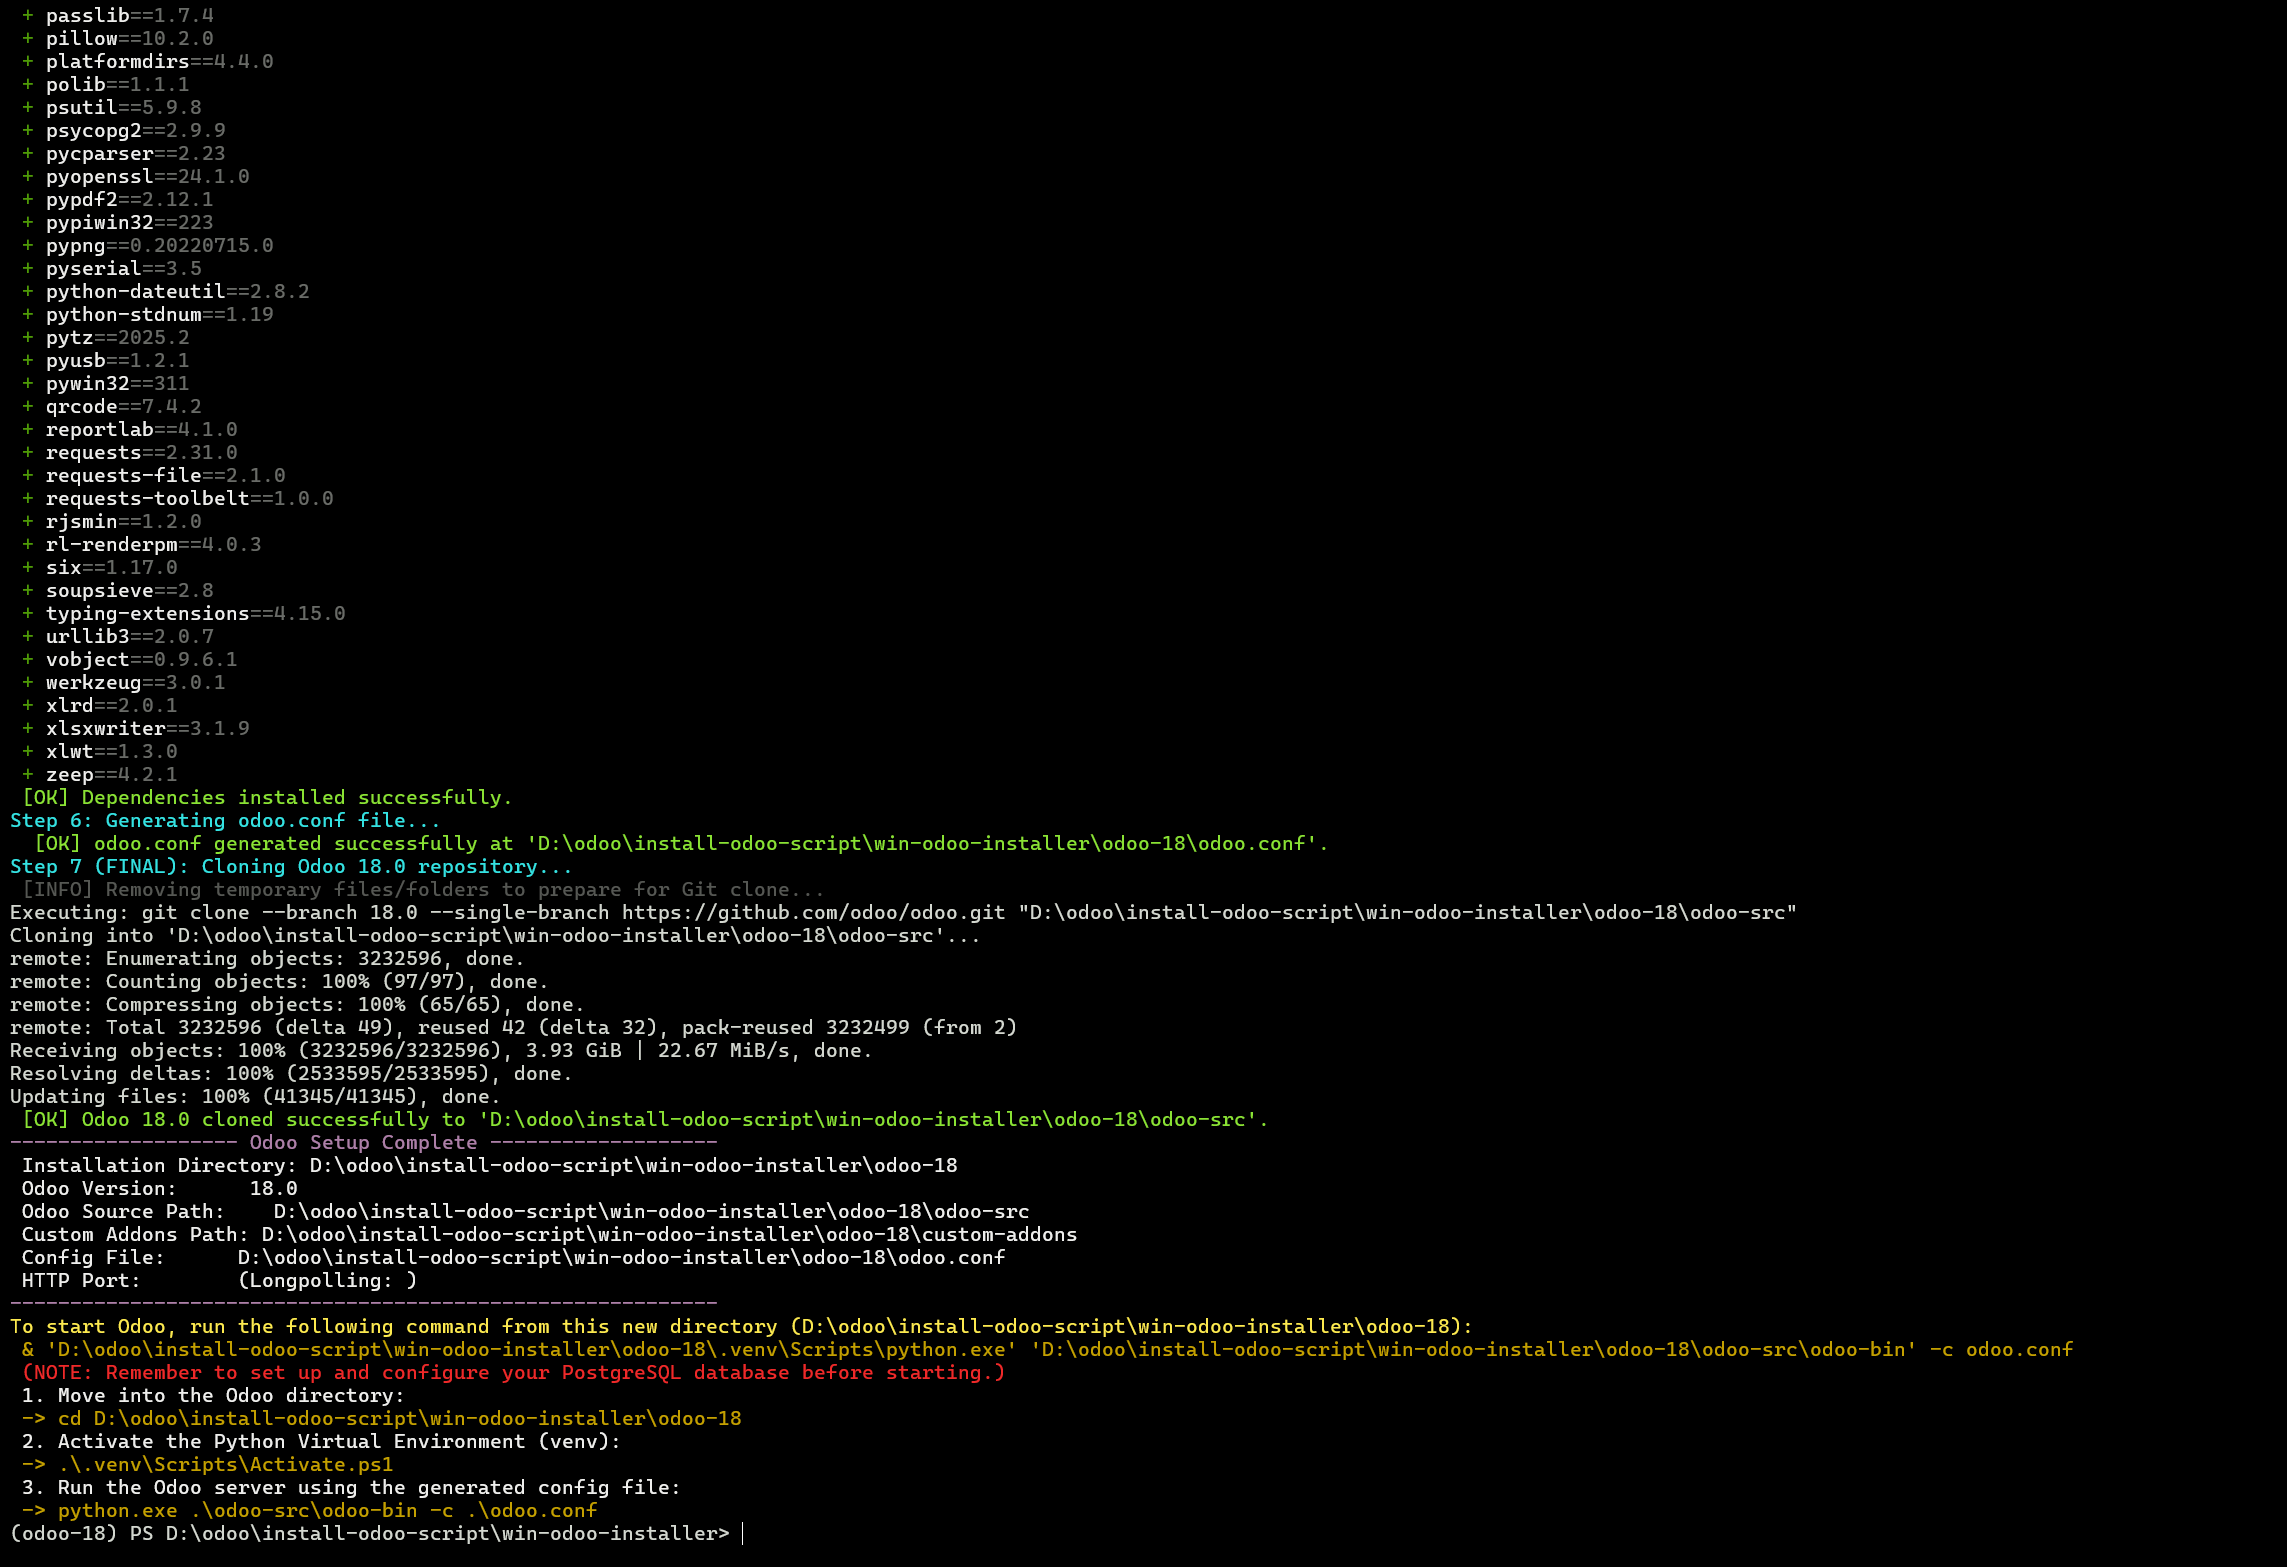 + passlib==1.7.4
+ pillow==10.2.0
+ platformdirs==4.4.0
+ polib==1.1.1
+ psutil==5.9.8
+ psycopg2==2.9.9
+ pycparser==2.23
+ pyopenssl==24.1.0
+ pypdf2==2.12.1
+ pypiwin32==223
+ pypng==0.20220715.0
+ pyserial==3.5
+ python-dateutil==2.8.2
+ python-stdnum==1.19
+ pytz==2025.2
+ pyusb==1.2.1
+ pywin32==311
+ qrcode==7.4.2
+ reportlab==4.1.0
+ requests==2.31.0
+ requests-file==2.1.0
+ requests-toolbelt==1.0.0
+ rjsmin==1.2.0
+ rl-renderpm==4.0.3
+ six==1.17.0
+ soupsieve==2.8
+ typing-extensions==4.15.0
+ urllib3==2.0.7
+ vobject==0.9.6.1
+ werkzeug==3.0.1
+ xlrd==2.0.1
+ xlsxwriter==3.1.9
+ xlwt==1.3.0
+ zeep==4.2.1
[OK] Dependencies installed successfully.
Step 6: Generating odoo.conf file...
[OK] odoo.conf generated successfully at 'D:\odoo\install-odoo-script\win-odoo-installer\odoo-18\odoo.conf'.
Step 7 (FINAL): Cloning Odoo 18.0 repository...
[INFO] Removing temporary files/folders to prepare for Git clone...
Executing: git clone --branch 18.0 --single-branch https://github.com/odoo/odoo.git "D:\odoo\install-odoo-script\win-odoo-installer\odoo-18\odoo-src"
Cloning into 'D:\odoo\install-odoo-script\win-odoo-installer\odoo-18\odoo-src'...
remote: Enumerating objects: 3232596, done.
remote: Counting objects: 100% (97/97), done.
remote: Compressing objects: 100% (65/65), done.
remote: Total 3232596 (delta 49), reused 42 (delta 32), pack-reused 3232499 (from 2)
Receiving objects: 100% (3232596/3232596), 3.93 GiB | 22.67 MiB/s, done.
Resolving deltas: 100% (2533595/2533595), done.
Updating files: 100% (41345/41345), done.
[OK] Odoo 18.0 cloned successfully to 'D:\odoo\install-odoo-script\win-odoo-installer\odoo-18\odoo-src'.
------------------- Odoo Setup Complete -------------------
Installation Directory: D:\odoo\install-odoo-script\win-odoo-installer\odoo-18
Odoo Version:      18.0
Odoo Source Path:    D:\odoo\install-odoo-script\win-odoo-installer\odoo-18\odoo-src
Custom Addons Path: D:\odoo\install-odoo-script\win-odoo-installer\odoo-18\custom-addons
Config File:      D:\odoo\install-odoo-script\win-odoo-installer\odoo-18\odoo.conf
HTTP Port:        (Longpolling: )
-----------------------------------------------------------
To start Odoo, run the following command from this new directory (D:\odoo\install-odoo-script\win-odoo-installer\odoo-18):
& 'D:\odoo\install-odoo-script\win-odoo-installer\odoo-18\.venv\Scripts\python.exe' 'D:\odoo\install-odoo-script\win-odoo-installer\odoo-18\odoo-src\odoo-bin' -c odoo.conf
(NOTE: Remember to set up and configure your PostgreSQL database before starting.)
1. Move into the Odoo directory:
-> cd D:\odoo\install-odoo-script\win-odoo-installer\odoo-18
2. Activate the Python Virtual Environment (venv):
-> .\.venv\Scripts\Activate.ps1
3. Run the Odoo server using the generated config file:
-> python.exe .\odoo-src\odoo-bin -c .\odoo.conf
(odoo-18) PS D:\odoo\install-odoo-script\win-odoo-installer>